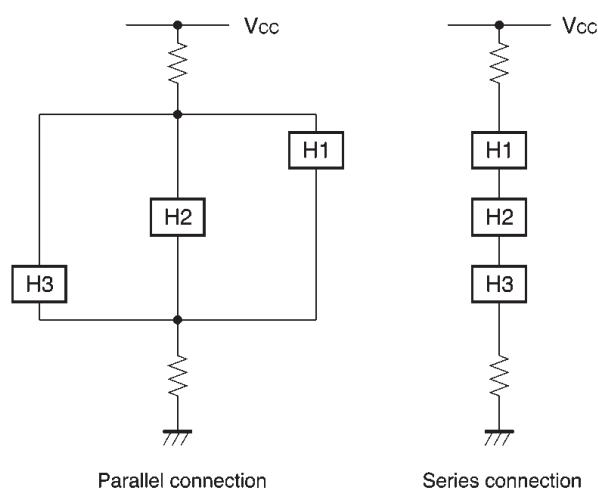 Vcc
Vcc
H1
H1
H2
H2
H3
H3
Parallel connection
Series connection